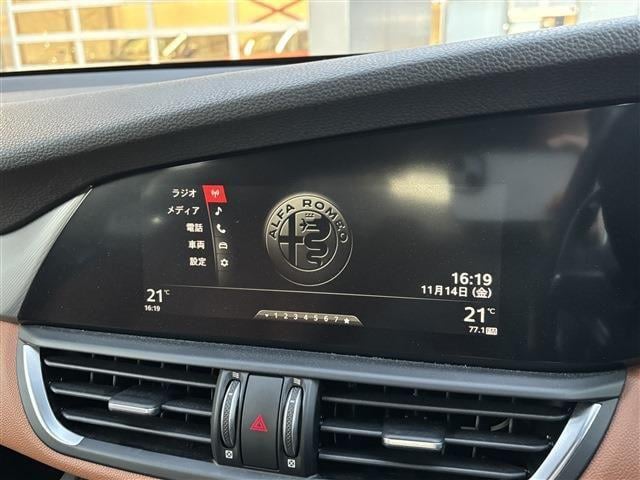 ラジオ
メディア
電話
車両
設定
ALFA ROMEO
16:19
11月14日 (金)
21°C
16:19
1 2 3 4 5 6 7
21°C
77.1 FM